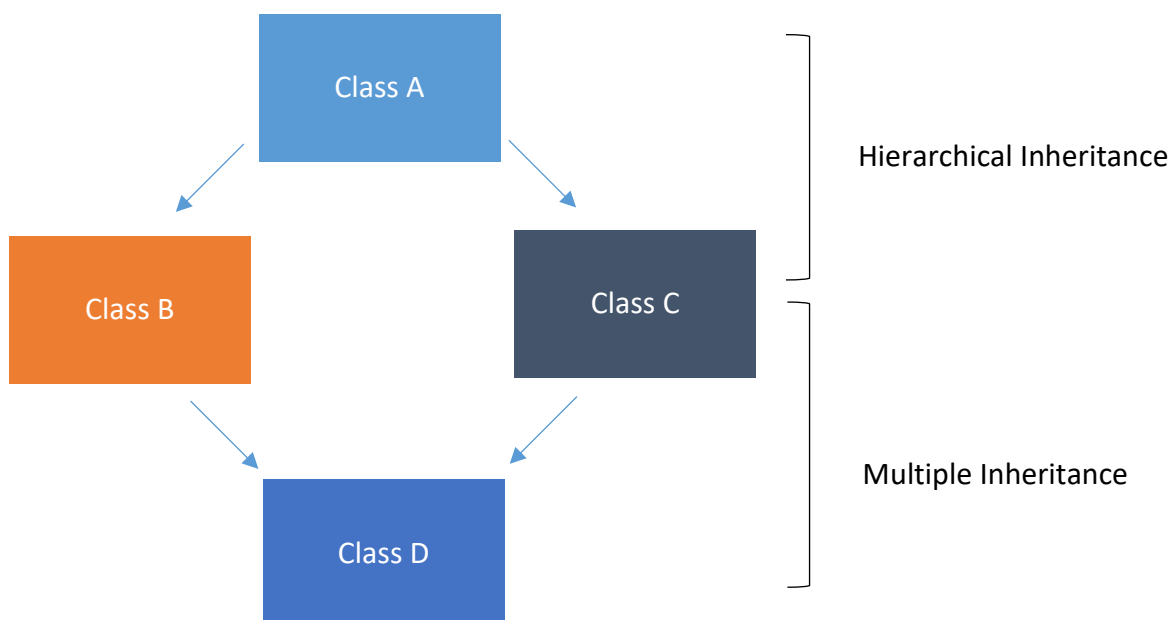 Class A
Hierarchical Inheritance
Class B
Class C
Multiple Inheritance
Class D